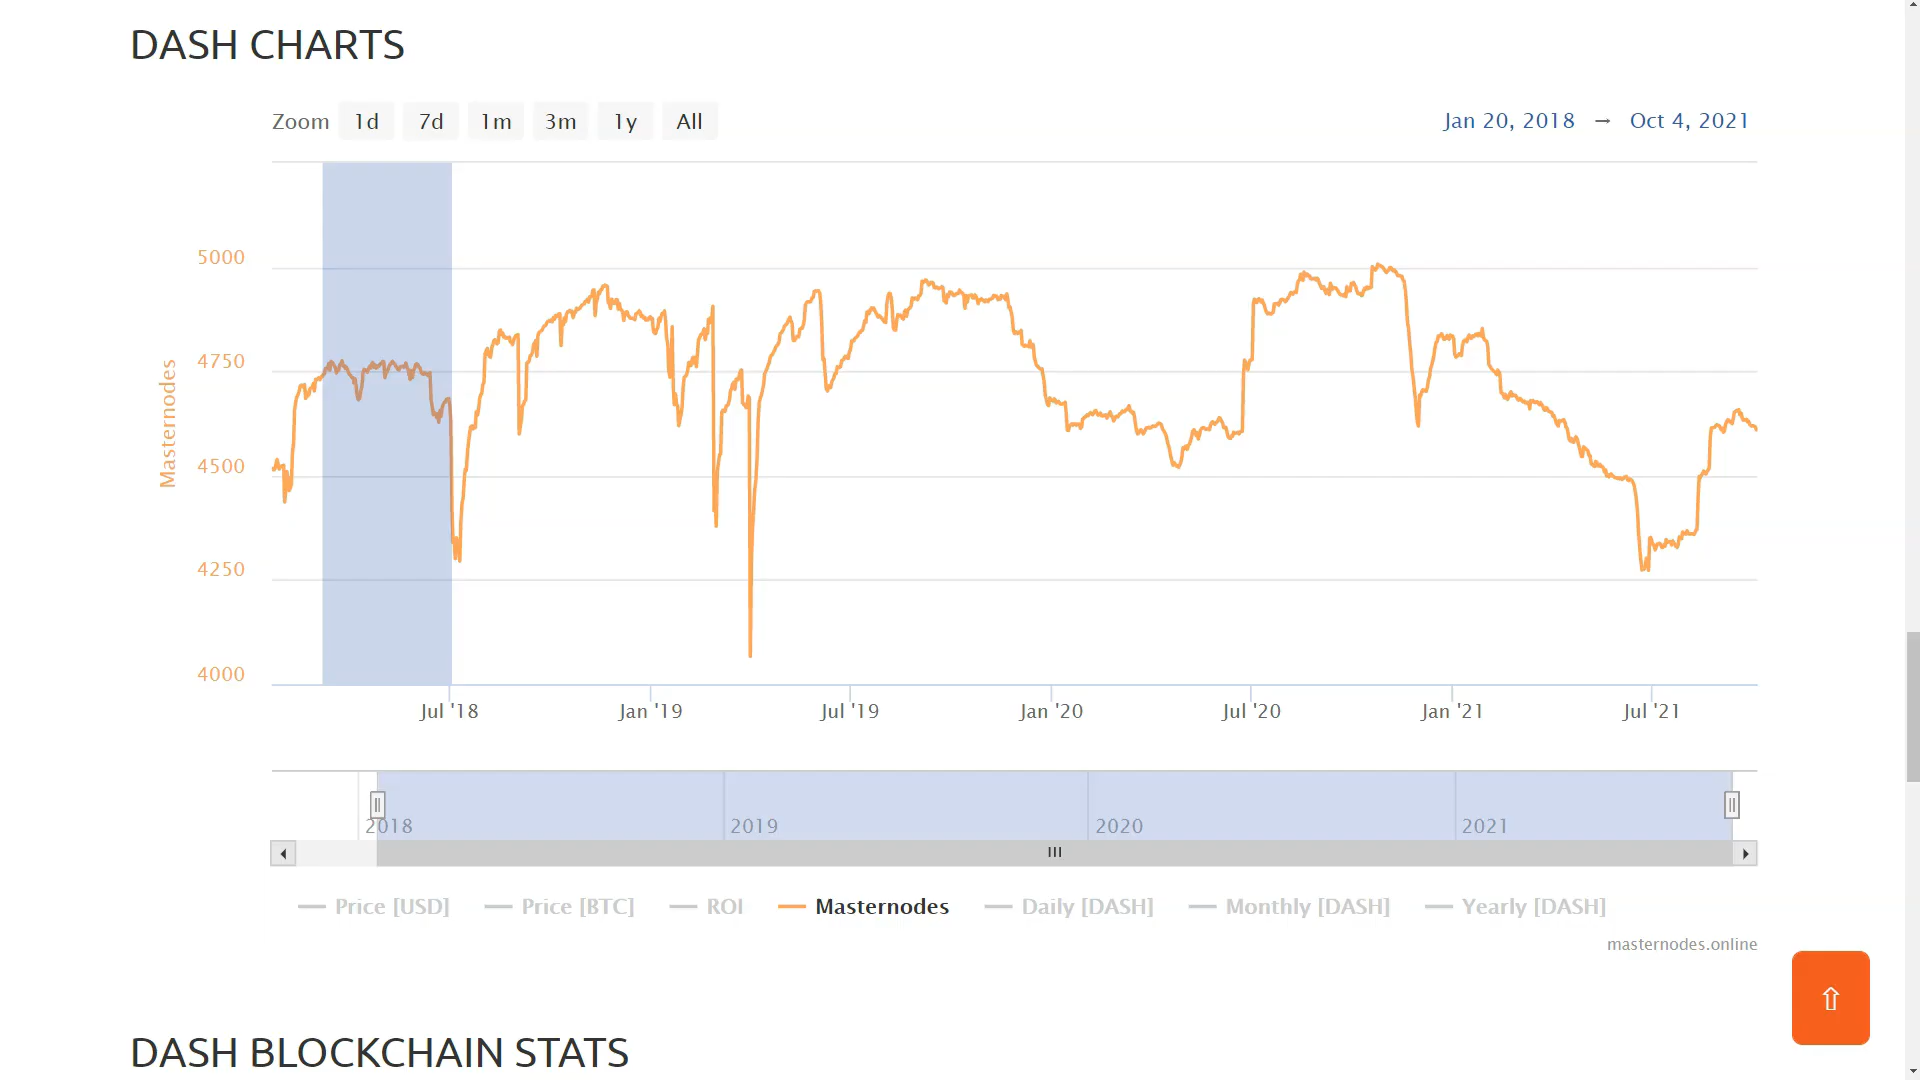 DASH CHARTS
Zoom 1d 7d 1m 3m 1y All Jan 20, 2018 → Oct 4, 2021
Masternodes
5000
4750
4500
4250
4000
Jul '18 Jan '19 Jul '19 Jan '20 Jul '20 Jan '21 Jul '21
2018 2019 2020 2021
Price [USD] Price [BTC] ROI Masternodes Daily [DASH] Monthly [DASH] Yearly [DASH]
masternodes.online
DASH BLOCKCHAIN STATS